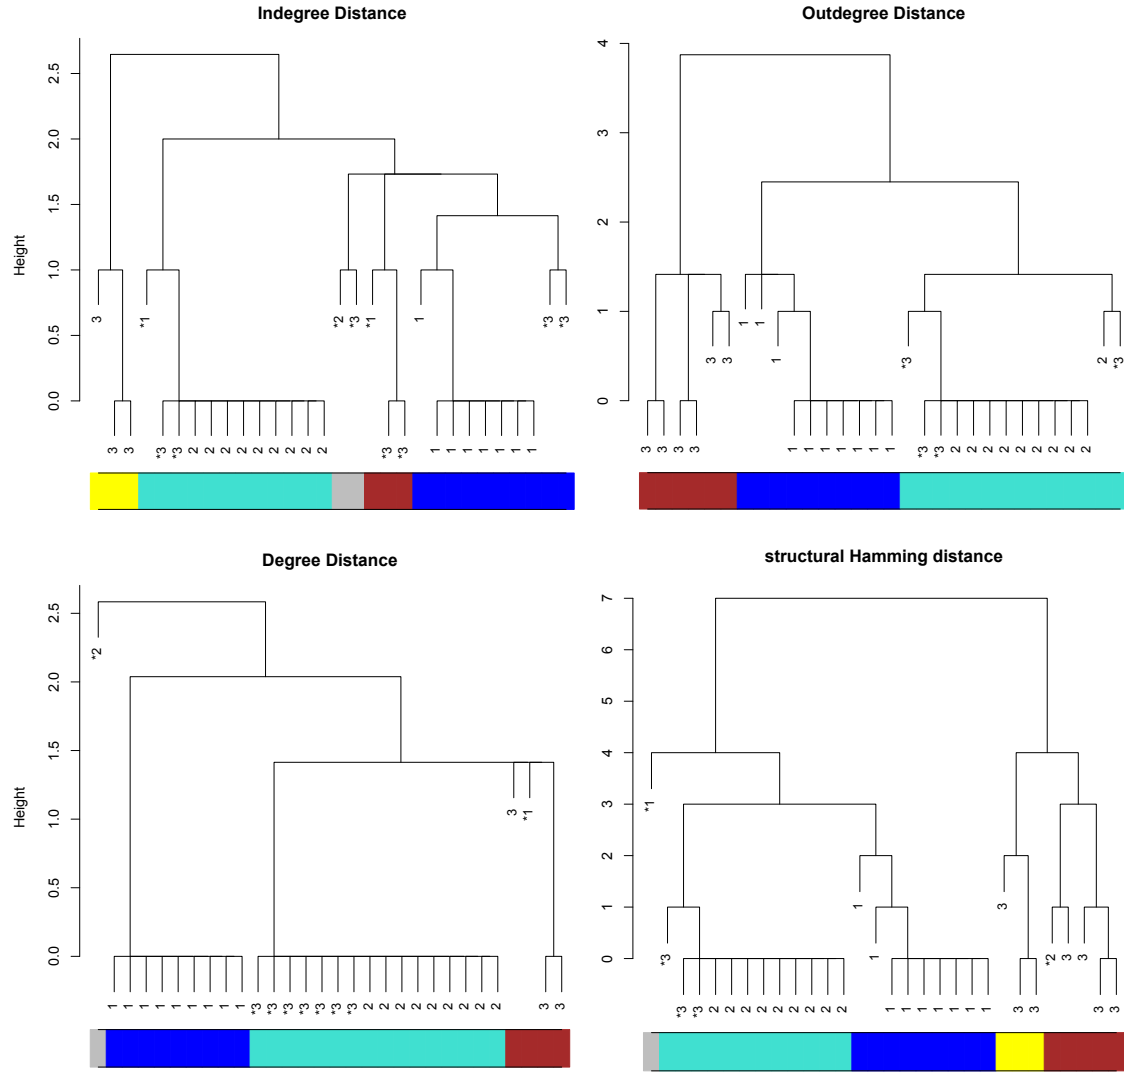 Indegree Distance
Height
2.5
2.0
1.5
1.0
0.5
0.0
3 3 3 *1 *3 *3 2 2 2 2 2 2 2 2 2 *2 *3 *1 *3 *3 1 1 1 1 1 1 1 1 *3 *3
Outdegree Distance
4
3
2
1
0
3 3 3 3 3 3 1 1 1 1 1 1 1 1 1 1 *3 *3 *3 2 2 2 2 2 2 2 2 2 2 *3
Degree Distance
Height
2.5
2.0
1.5
1.0
0.5
0.0
*2 1 1 1 1 1 1 1 1 1 *3 *3 *3 *3 *3 *3 *3 2 2 2 2 2 2 2 2 2 3 *1 3 3
structural Hamming distance
7
6
5
4
3
2
1
0
*1 *3 *3 *3 2 2 2 2 2 2 2 2 2 1 1 1 1 1 1 1 1 1 3 3 3 *2 3 3 3 3